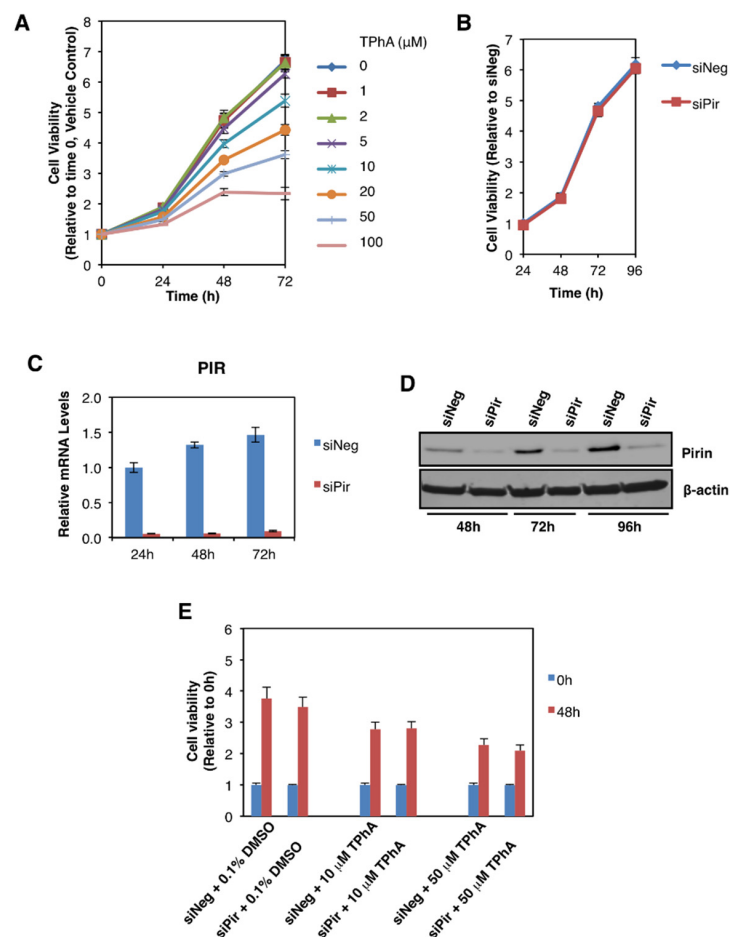 A
Cell Viability
(Relative to time 0, Vehicle Control)
8
7
6
5
4
3
2
1
0
0 24 48 72
Time (h)
TPhA (μM)
0
1
2
5
10
20
50
100
B
Cell Viability (Relative to siNeg)
7
6
5
4
3
2
1
0
24 48 72 96
Time (h)
siNeg
siPir
C
PIR
Relative mRNA Levels
2.0
1.5
1.0
0.5
0.0
24h 48h 72h
siNeg
siPir
D
siNeg siPir siNeg siPir siNeg siPir
Pirin
β-actin
48h 72h 96h
E
Cell viability
(Relative to 0h)
6
5
4
3
2
1
0
0h
48h
siNeg + 0.1% DMSO
siPir + 0.1% DMSO
siNeg + 10 μM TPhA
siPir + 10 μM TPhA
siNeg + 50 μM TPhA
siPir + 50 μM TPhA